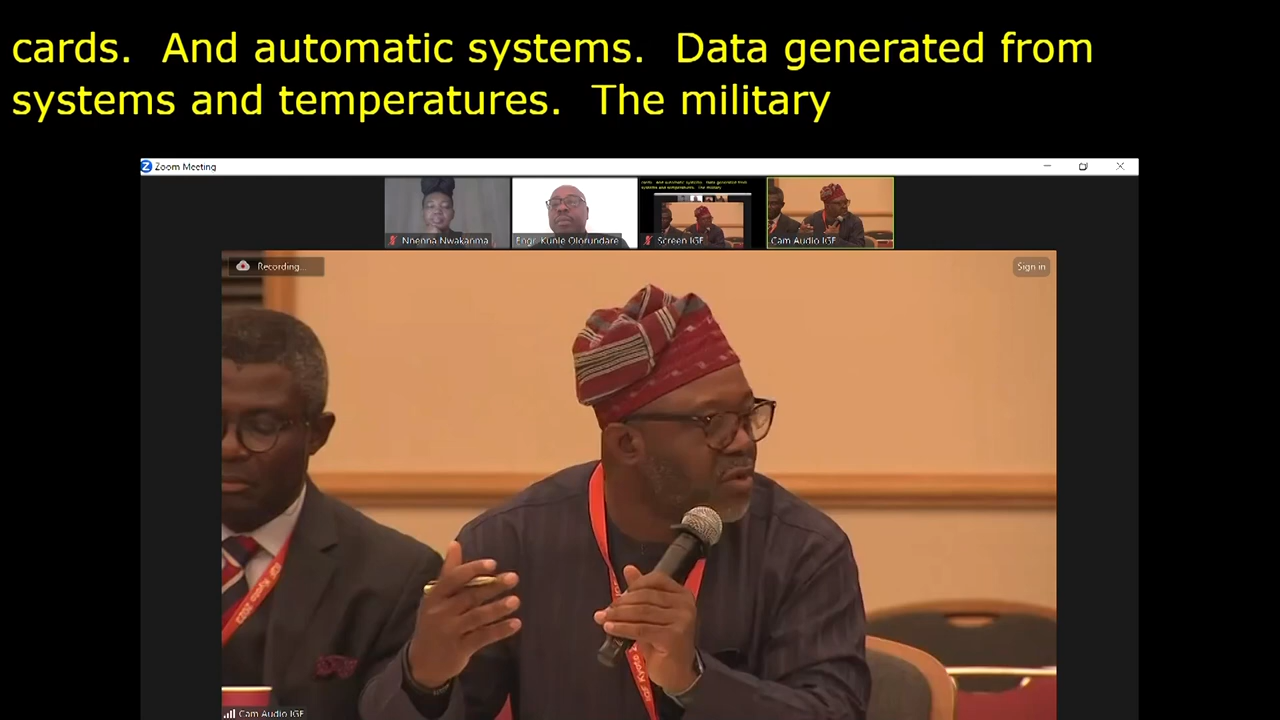 cards.  And automatic systems.  Data generated from
systems and temperatures.  The military
Zoom Meeting
Nnenna Nwakanma
Engr. Kunle Olorundare
Screen IGF
Cam Audio IGF
Recording...
Sign in
Cam Audio IGF